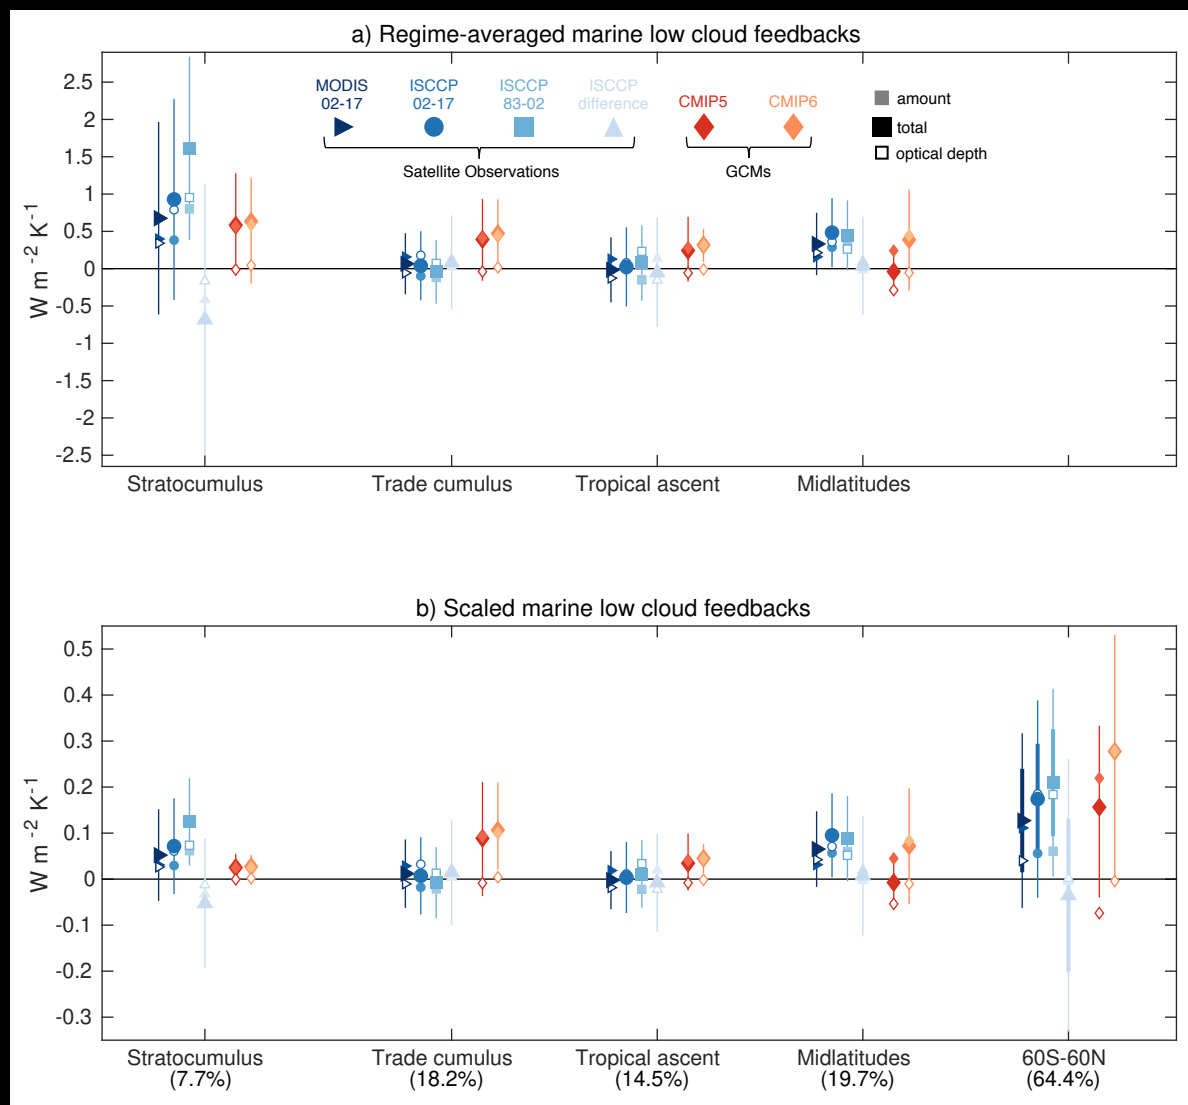 a) Regime-averaged marine low cloud feedbacks
MODIS
02-17
ISCCP
02-17
ISCCP
83-02
ISCCP
difference
CMIP5
CMIP6
Satellite Observations
GCMs
amount
total
optical depth
W m⁻² K⁻¹
2.5
2
1.5
1
0.5
0
-0.5
-1
-1.5
-2
-2.5
Stratocumulus
Trade cumulus
Tropical ascent
Midlatitudes
b) Scaled marine low cloud feedbacks
W m⁻² K⁻¹
0.5
0.4
0.3
0.2
0.1
0
-0.1
-0.2
-0.3
Stratocumulus
(7.7%)
Trade cumulus
(18.2%)
Tropical ascent
(14.5%)
Midlatitudes
(19.7%)
60S-60N
(64.4%)